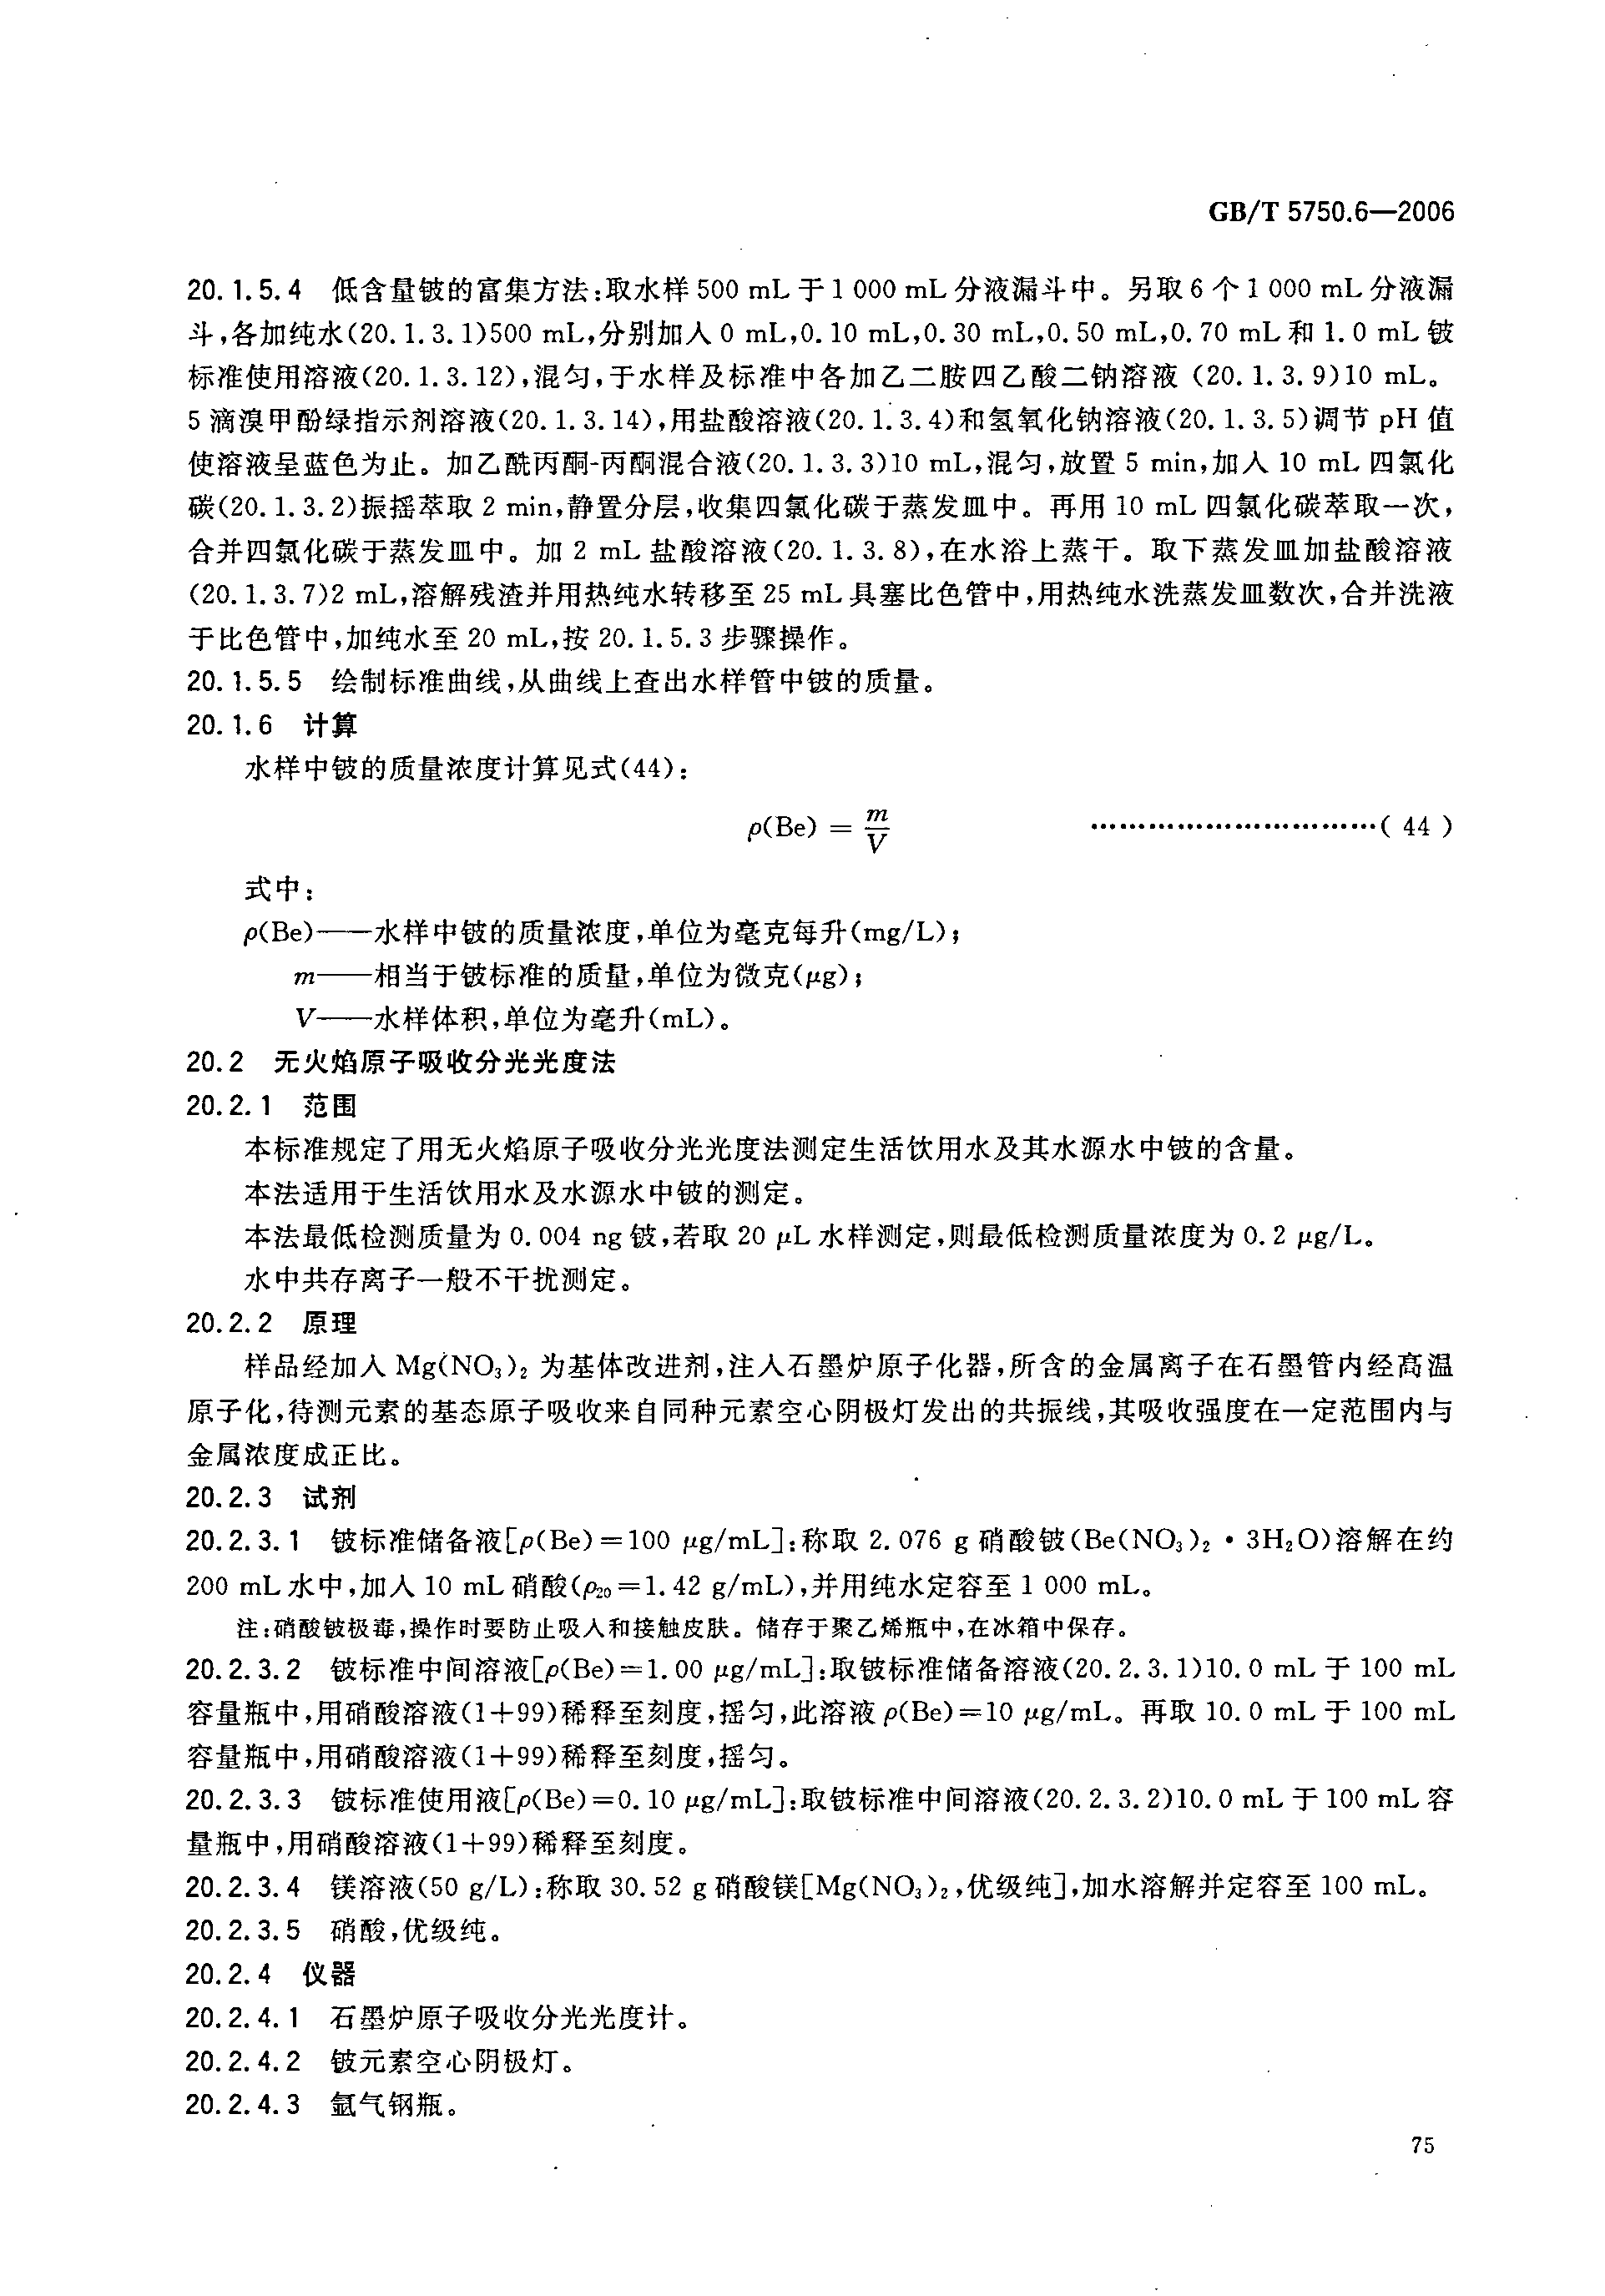 GB/T 5750.6—2006
20.1.5.4 低含量铍的富集方法:取水样 500 mL 于 1 000 mL 分液漏斗中。另取 6 个 1 000 mL 分液漏
斗,各加纯水(20.1.3.1)500 mL,分别加入 0 mL,0.10 mL,0.30 mL,0.50 mL,0.70 mL 和 1.0 mL 铍
标准使用溶液(20.1.3.12),混匀,于水样及标准中各加乙二胺四乙酸二钠溶液 (20.1.3.9)10 mL。
5 滴溴甲酚绿指示剂溶液(20.1.3.14),用盐酸溶液(20.1.3.4)和氢氧化钠溶液(20.1.3.5)调节 pH 值
使溶液呈蓝色为止。加乙酰丙酮-丙酮混合液(20.1.3.3)10 mL,混匀,放置 5 min,加入 10 mL 四氯化
碳(20.1.3.2)振摇萃取 2 min,静置分层,收集四氯化碳于蒸发皿中。再用 10 mL 四氯化碳萃取一次,
合并四氯化碳于蒸发皿中。加 2 mL 盐酸溶液(20.1.3.8),在水浴上蒸干。取下蒸发皿加盐酸溶液
(20.1.3.7)2 mL,溶解残渣并用热纯水转移至 25 mL 具塞比色管中,用热纯水洗蒸发皿数次,合并洗液
于比色管中,加纯水至 20 mL,按 20.1.5.3 步骤操作。
20.1.5.5 绘制标准曲线,从曲线上查出水样管中铍的质量。
20.1.6 计算
水样中铍的质量浓度计算见式(44):
ρ(Be) = m/V ……………………………( 44 )
式中:
ρ(Be)——水样中铍的质量浓度,单位为毫克每升(mg/L);
m——相当于铍标准的质量,单位为微克(μg);
V——水样体积,单位为毫升(mL)。
20.2 无火焰原子吸收分光光度法
20.2.1 范围
本标准规定了用无火焰原子吸收分光光度法测定生活饮用水及其水源水中铍的含量。
本法适用于生活饮用水及水源水中铍的测定。
本法最低检测质量为 0.004 ng 铍,若取 20 μL 水样测定,则最低检测质量浓度为 0.2 μg/L。
水中共存离子一般不干扰测定。
20.2.2 原理
样品经加入 Mg(NO₃)₂ 为基体改进剂,注入石墨炉原子化器,所含的金属离子在石墨管内经高温
原子化,待测元素的基态原子吸收来自同种元素空心阴极灯发出的共振线,其吸收强度在一定范围内与
金属浓度成正比。
20.2.3 试剂
20.2.3.1 铍标准储备液[ρ(Be)=100 μg/mL]:称取 2.076 g 硝酸铍(Be(NO₃)₂·3H₂O)溶解在约
200 mL 水中,加入 10 mL 硝酸(ρ₂₀=1.42 g/mL),并用纯水定容至 1 000 mL。
注:硝酸铍极毒,操作时要防止吸入和接触皮肤。储存于聚乙烯瓶中,在冰箱中保存。
20.2.3.2 铍标准中间溶液[ρ(Be)=1.00 μg/mL]:取铍标准储备溶液(20.2.3.1)10.0 mL 于 100 mL
容量瓶中,用硝酸溶液(1+99)稀释至刻度,摇匀,此溶液 ρ(Be)=10 μg/mL。再取 10.0 mL 于 100 mL
容量瓶中,用硝酸溶液(1+99)稀释至刻度,摇匀。
20.2.3.3 铍标准使用液[ρ(Be)=0.10 μg/mL]:取铍标准中间溶液(20.2.3.2)10.0 mL 于 100 mL 容
量瓶中,用硝酸溶液(1+99)稀释至刻度。
20.2.3.4 镁溶液(50 g/L):称取 30.52 g 硝酸镁[Mg(NO₃)₂,优级纯],加水溶解并定容至 100 mL。
20.2.3.5 硝酸,优级纯。
20.2.4 仪器
20.2.4.1 石墨炉原子吸收分光光度计。
20.2.4.2 铍元素空心阴极灯。
20.2.4.3 氩气钢瓶。
75